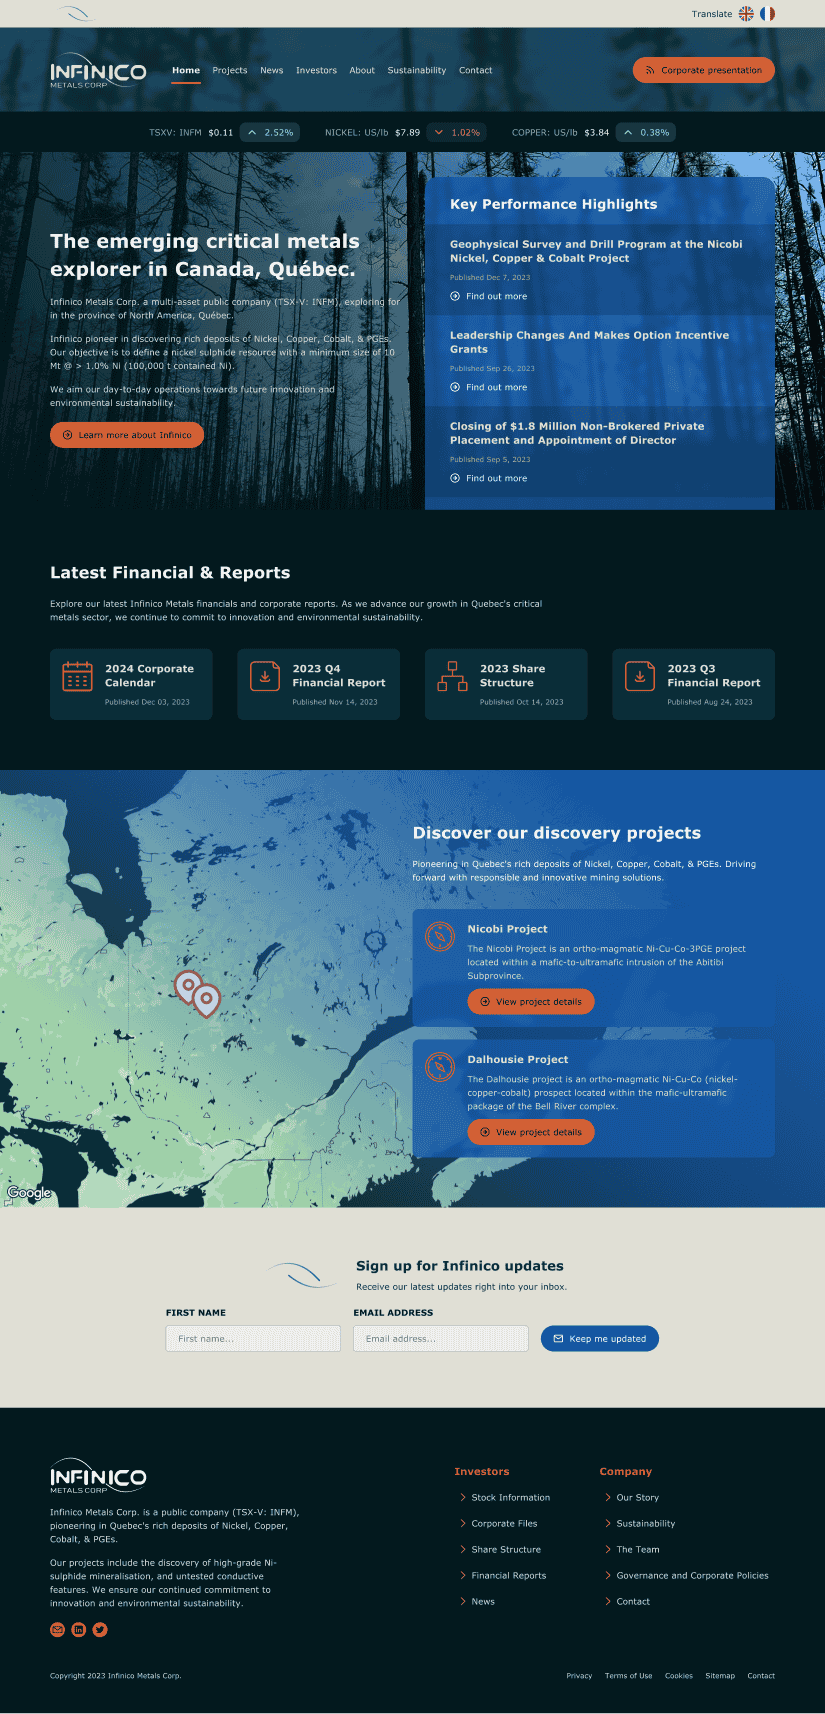 Translate
INFINICO
METALS CORP
Home
Projects
News
Investors
About
Sustainability
Contact
Corporate presentation
TSXV: INFM $0.11 2.52%
NICKEL: US/lb $7.89 1.02%
COPPER: US/lb $3.84 0.38%
The emerging critical metals
explorer in Canada, Québec.
Infinico Metals Corp. a multi-asset public company (TSX-V: INFM), exploring for
in the province of North America, Québec.
Infinico pioneer in discovering rich deposits of Nickel, Copper, Cobalt, & PGEs.
Our objective is to define a nickel sulphide resource with a minimum size of 10
Mt @ > 1.0% Ni (100,000 t contained Ni).
We aim our day-to-day operations towards future innovation and
environmental sustainability.
Learn more about Infinico
Key Performance Highlights
Geophysical Survey and Drill Program at the Nicobi
Nickel, Copper & Cobalt Project
Published Dec 7, 2023
Find out more
Leadership Changes And Makes Option Incentive
Grants
Published Sep 26, 2023
Find out more
Closing of $1.8 Million Non-Brokered Private
Placement and Appointment of Director
Published Sep 5, 2023
Find out more
Latest Financial & Reports
Explore our latest Infinico Metals financials and corporate reports. As we advance our growth in Quebec's critical
metals sector, we continue to commit to innovation and environmental sustainability.
2024 Corporate
Calendar
Published Dec 03, 2023
2023 Q4
Financial Report
Published Nov 14, 2023
2023 Share
Structure
Published Oct 14, 2023
2023 Q3
Financial Report
Published Aug 24, 2023
Discover our discovery projects
Pioneering in Quebec's rich deposits of Nickel, Copper, Cobalt, & PGEs. Driving
forward with responsible and innovative mining solutions.
Nicobi Project
The Nicobi Project is an ortho-magmatic Ni-Cu-Co-3PGE project
located within a mafic-to-ultramafic intrusion of the Abitibi
Subprovince.
View project details
Dalhousie Project
The Dalhousie project is an ortho-magmatic Ni-Cu-Co (nickel-
copper-cobalt) prospect located within the mafic-ultramafic
package of the Bell River complex.
View project details
Google
Sign up for Infinico updates
Receive our latest updates right into your inbox.
FIRST NAME
First name...
EMAIL ADDRESS
Email address...
Keep me updated
INFINICO
METALS CORP
Infinico Metals Corp. is a public company (TSX-V: INFM),
pioneering in Quebec's rich deposits of Nickel, Copper,
Cobalt, & PGEs.
Our projects include the discovery of high-grade Ni-
sulphide mineralisation, and untested conductive
features. We ensure our continued commitment to
innovation and environmental sustainability.
Investors
Stock Information
Corporate Files
Share Structure
Financial Reports
News
Company
Our Story
Sustainability
The Team
Governance and Corporate Policies
Contact
Copyright 2023 Infinico Metals Corp.
Privacy
Terms of Use
Cookies
Sitemap
Contact